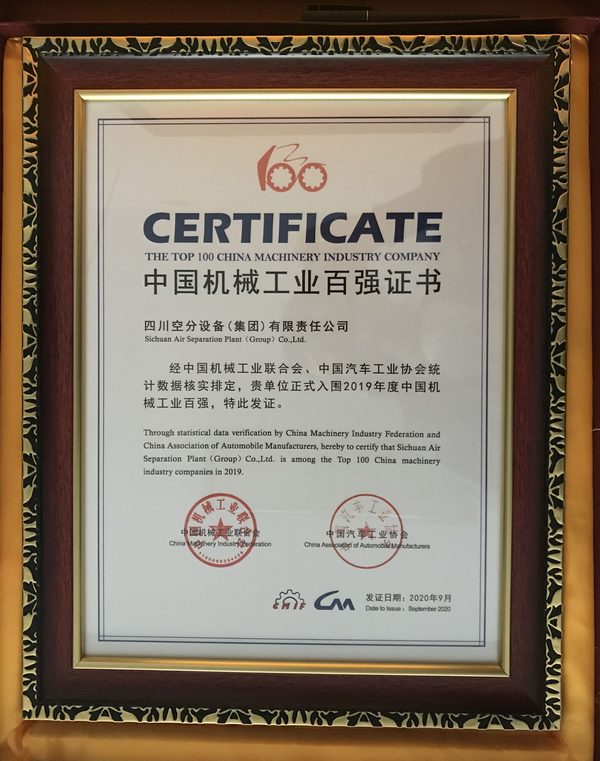 100
CERTIFICATE
THE TOP 100 CHINA MACHINERY INDUSTRY COMPANY
中国机械工业百强证书
四川空分设备(集团)有限责任公司
Sichuan Air Separation Plant (Group) Co.,Ltd.
经中国机械工业联合会、中国汽车工业协会统
计数据核实排定，贵单位正式入围2019年度中国机
械工业百强，特此发证。
Through statistical data verification by China Machinery Industry Federation and
China Association of Automobile Manufacturers, hereby to certify that Sichuan Air
Separation Plant (Group) Co.,Ltd. is among the Top 100 China machinery
industry companies in 2019.
中国机械工业联合会
China Machinery Industry Federation
中国汽车工业协会
China Association of Automobile Manufacturers
CMIF
发证日期：2020年9月
Date to Issue : September 2020